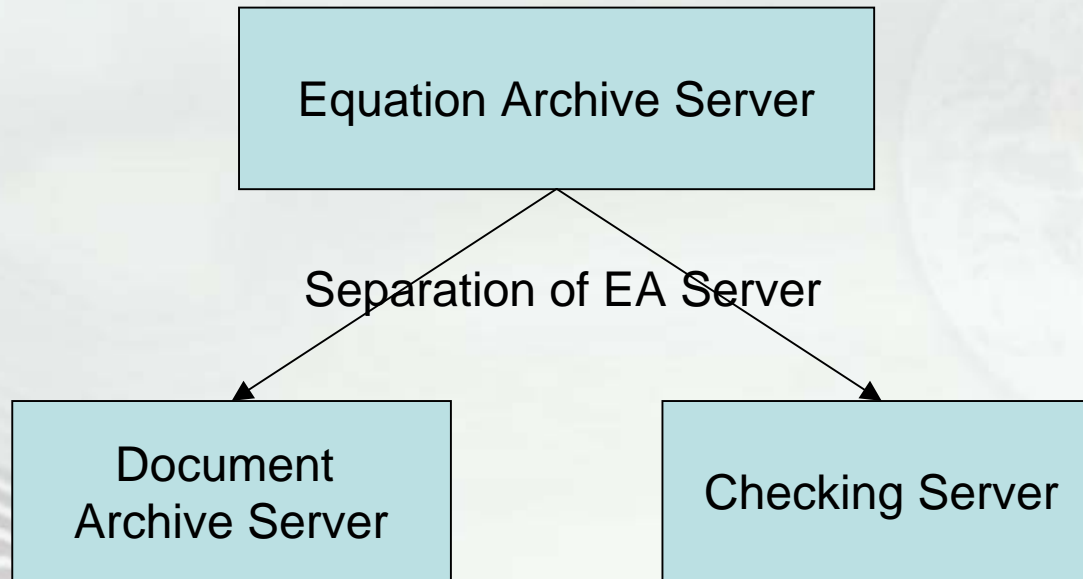 Equation Archive Server
Separation of EA Server
Document
Archive Server
Checking Server